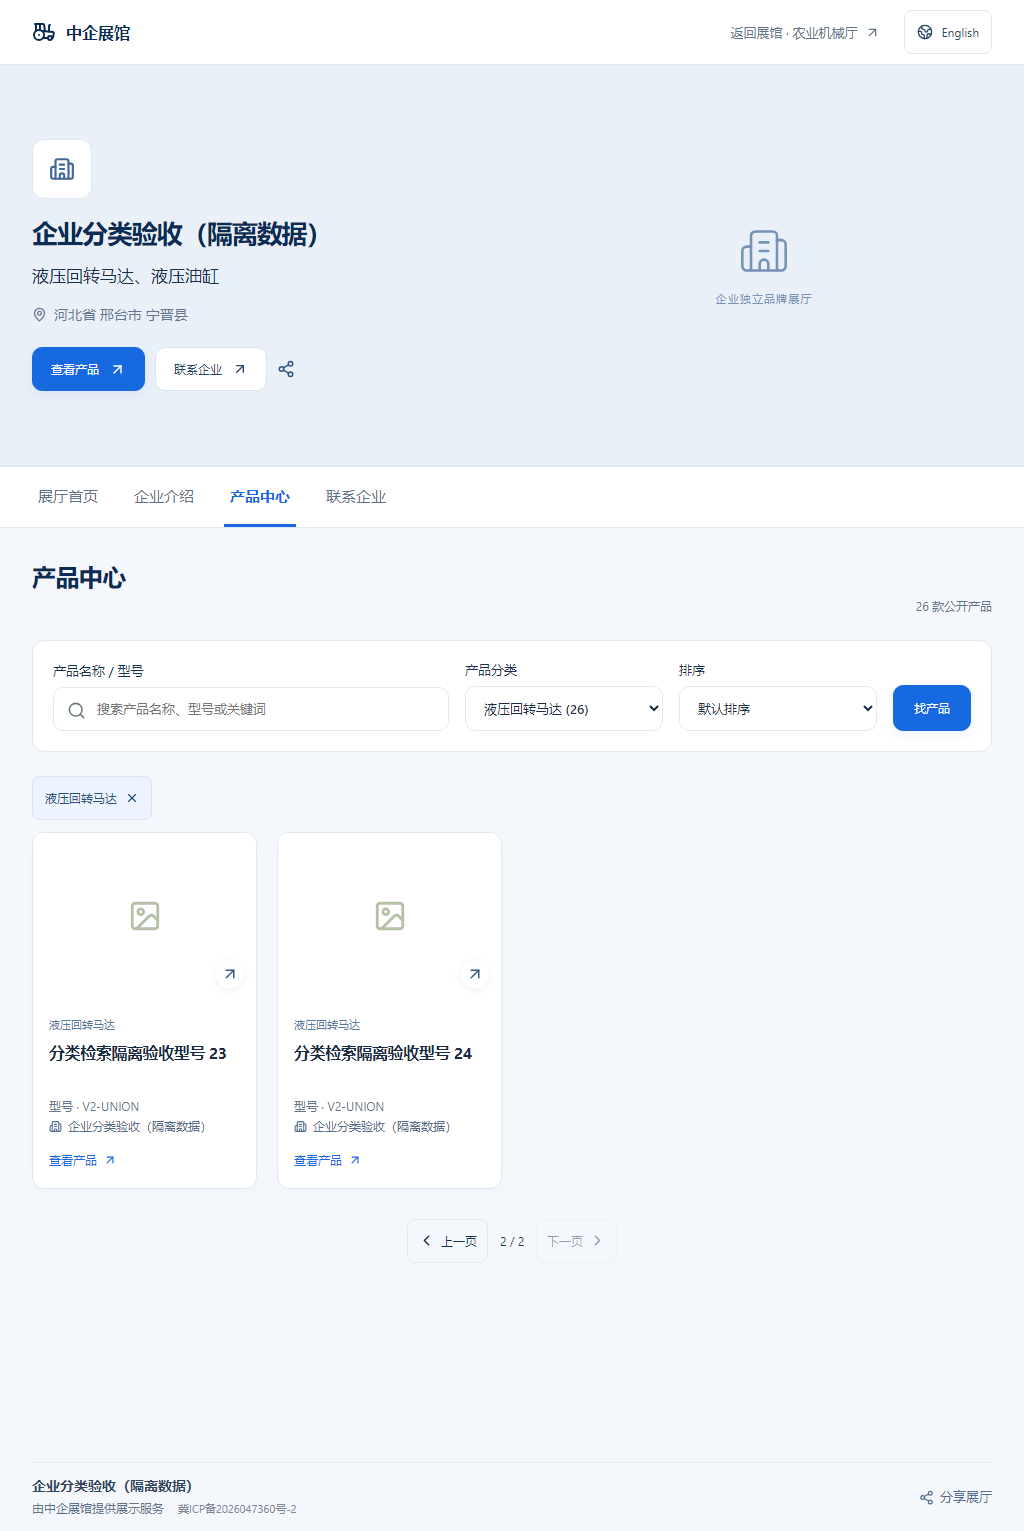 中企展馆
返回展馆 · 农业机械厅
English
企业分类验收（隔离数据）
液压回转马达、液压油缸
河北省 邢台市 宁晋县
查看产品
联系企业
企业独立品牌展厅
展厅首页
企业介绍
产品中心
联系企业
产品中心
26 款公开产品
产品名称 / 型号
产品分类
排序
搜索产品名称、型号或关键词
液压回转马达 (26)
默认排序
找产品
液压回转马达
液压回转马达
分类检索隔离验收型号 23
型号 · V2-UNION
企业分类验收（隔离数据）
查看产品
液压回转马达
分类检索隔离验收型号 24
型号 · V2-UNION
企业分类验收（隔离数据）
查看产品
上一页
2 / 2
下一页
企业分类验收（隔离数据）
由中企展馆提供展示服务
冀ICP备2026047360号-2
分享展厅